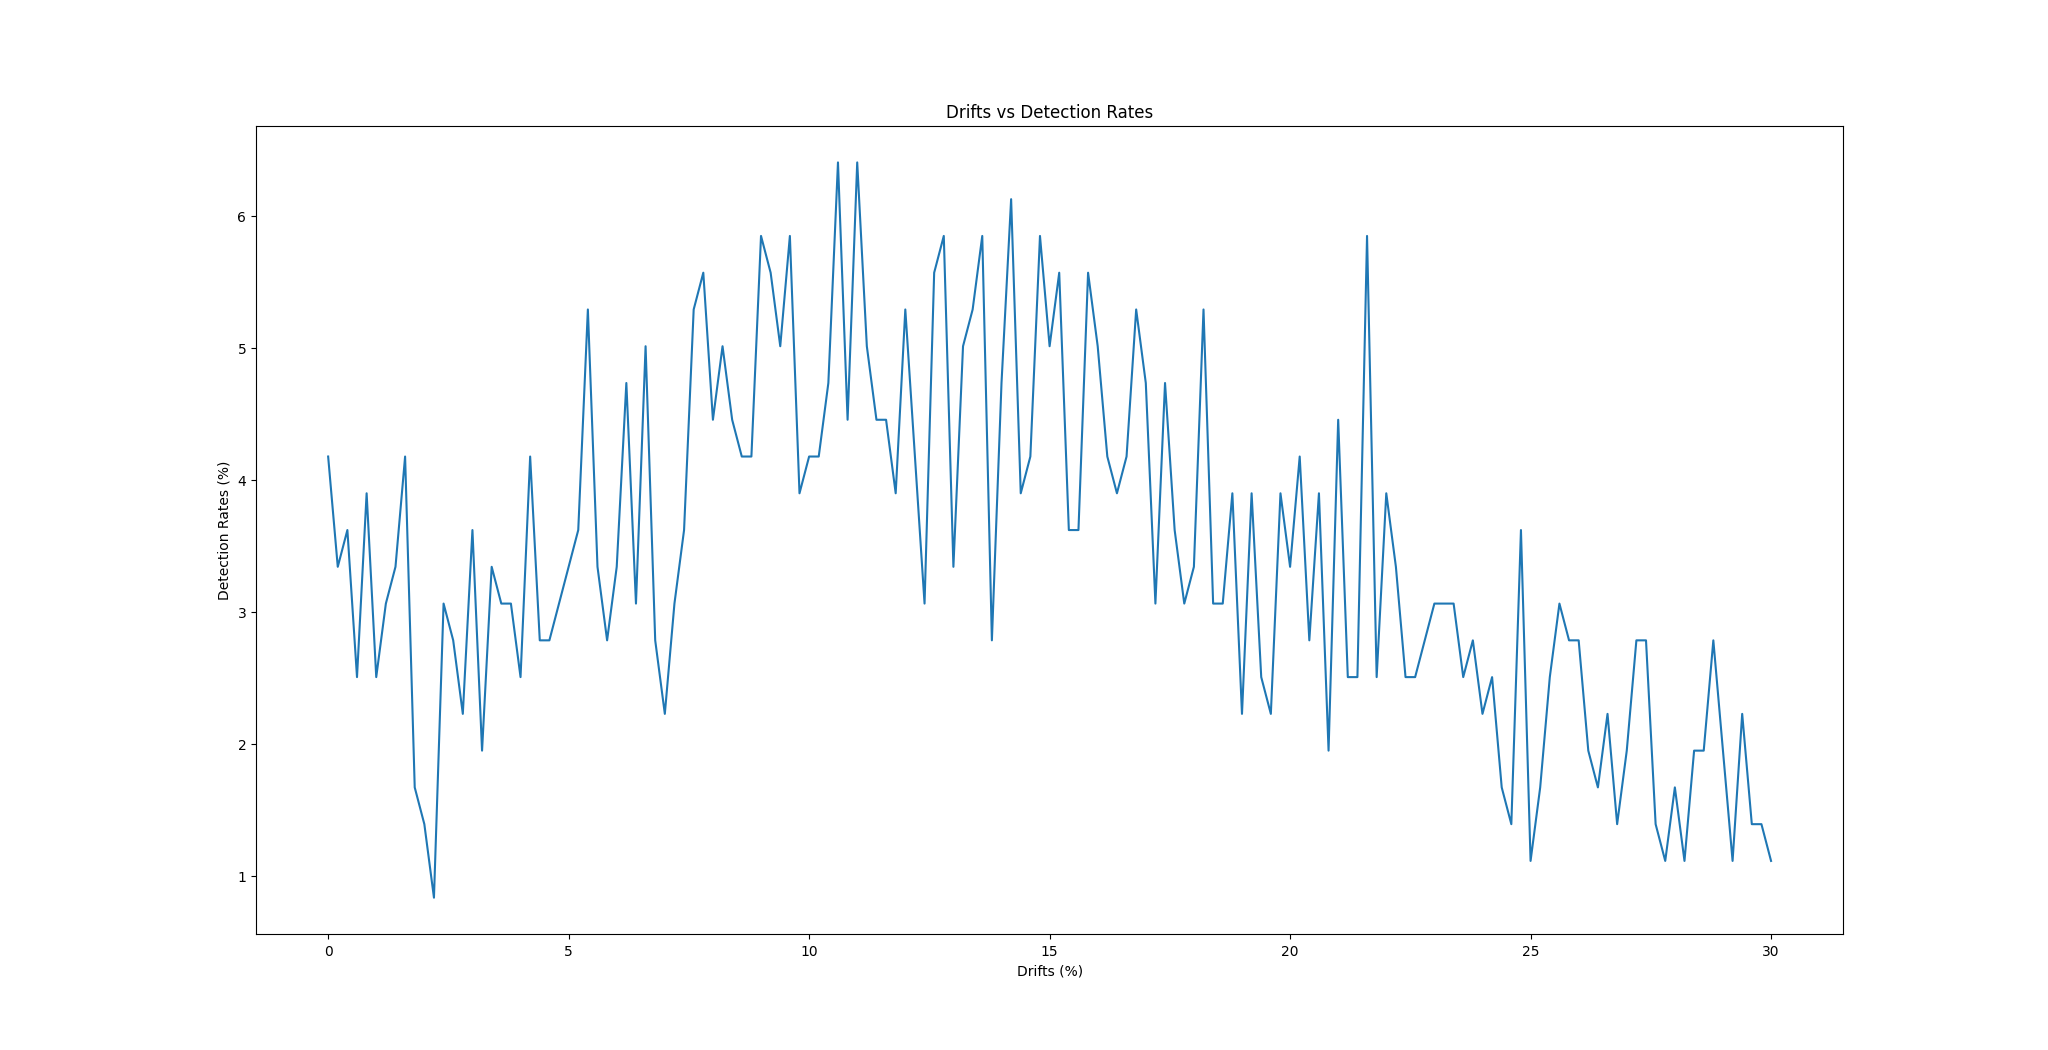 Drifts vs Detection Rates
Detection Rates (%)
6
5
4
3
2
1
0 5 10 15 20 25 30
Drifts (%)